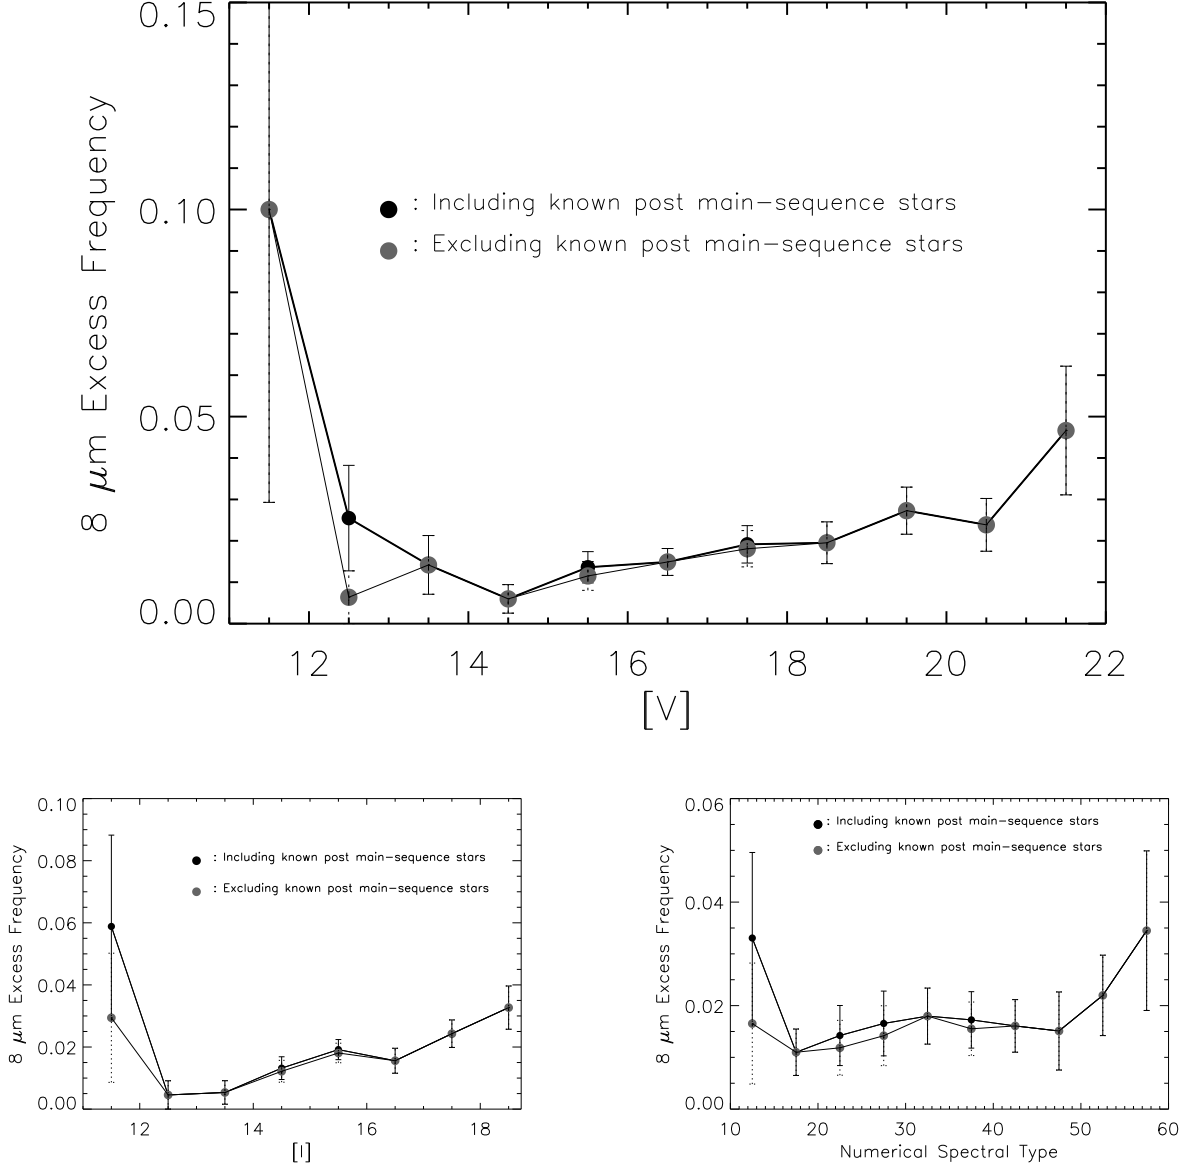 0.15
0.10
0.05
0.00
8 μm Excess Frequency
: Including known post main-sequence stars
: Excluding known post main-sequence stars
12 14 16 18 20 22
[V]
0.10
0.08
0.06
0.04
0.02
0.00
8 μm Excess Frequency
: Including known post main-sequence stars
: Excluding known post main-sequence stars
12 14 16 18
[I]
0.06
0.04
0.02
0.00
8 μm Excess Frequency
: Including known post main-sequence stars
: Excluding known post main-sequence stars
10 20 30 40 50 60
Numerical Spectral Type